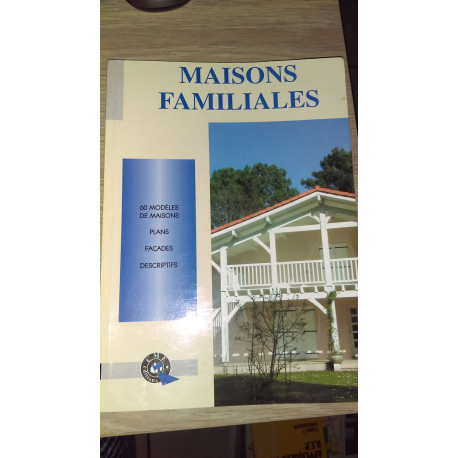 MAISONS
FAMILIALES
60 MODÈLES
DE MAISONS
PLANS
FAÇADES
DESCRIPTIFS